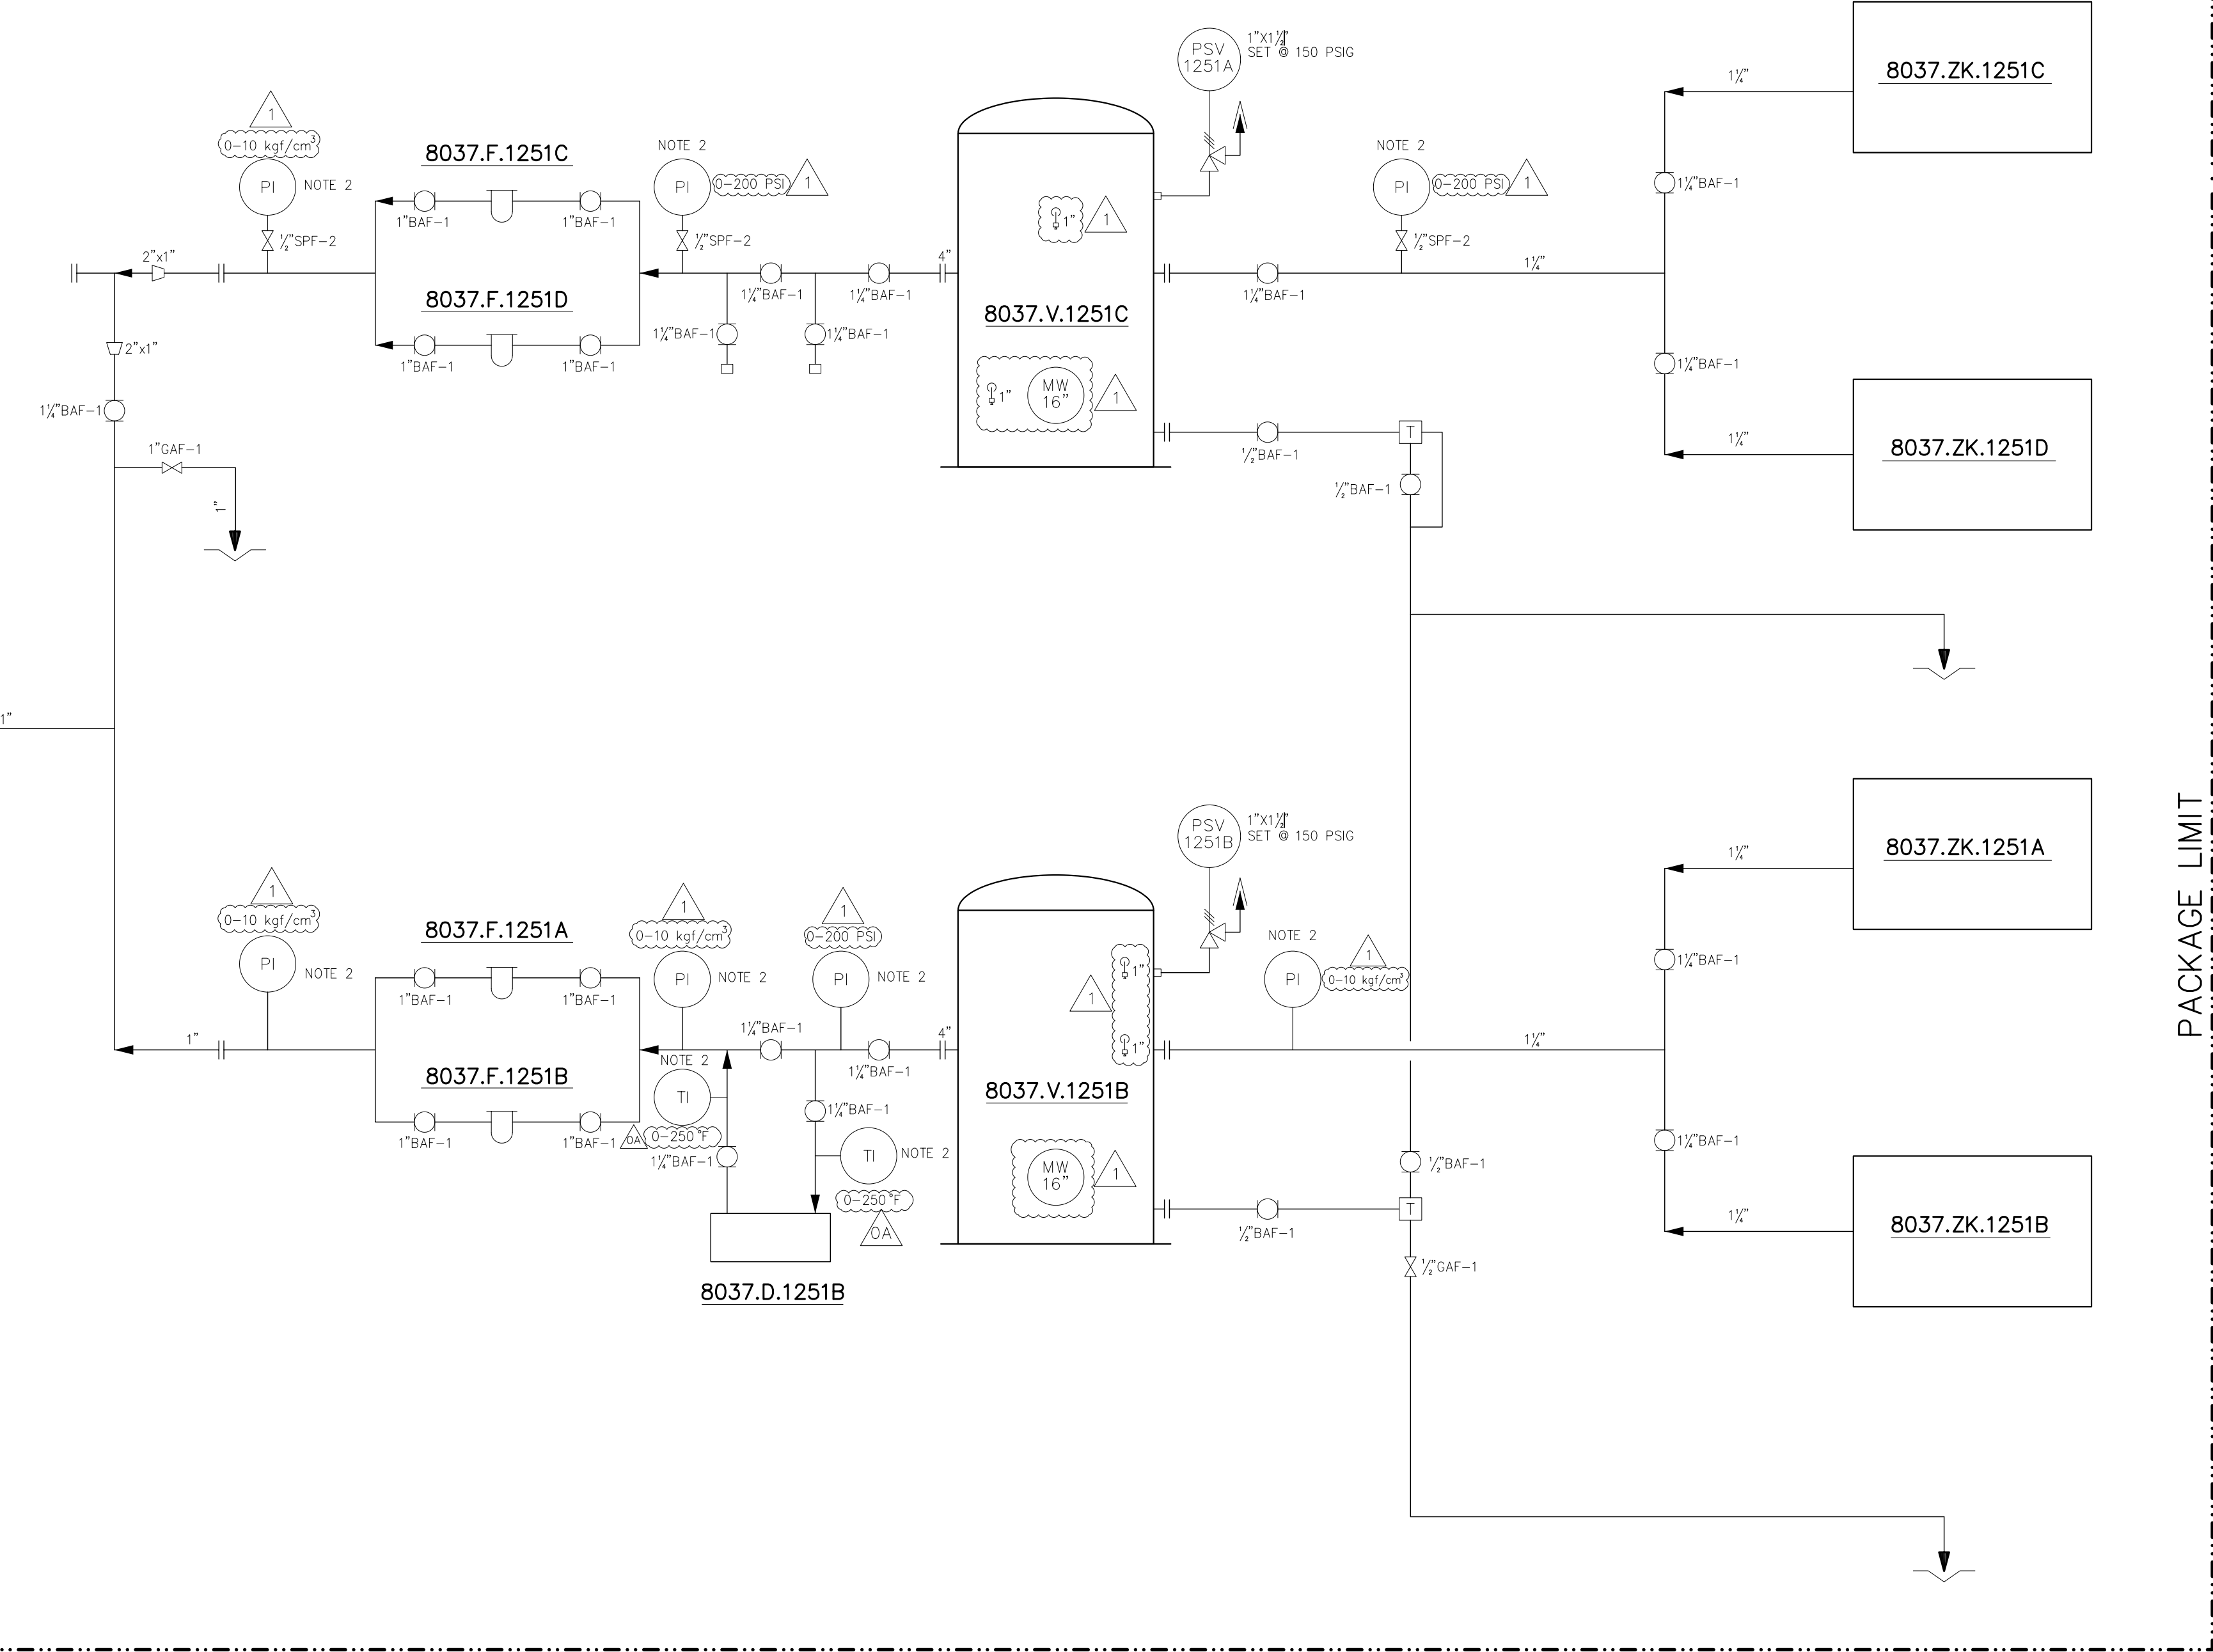 PSV
1251A
1"X1½"
SET @ 150 PSIG
8037.ZK.1251C
1¼"
1
0-10 kgf/cm³
PI
NOTE 2
½"SPF-2
8037.F.1251C
1"BAF-1
1"BAF-1
8037.F.1251D
1"BAF-1
1"BAF-1
NOTE 2
PI
0-200 PSI
1
½"SPF-2
1"
1
NOTE 2
PI
0-200 PSI
1
½"SPF-2
1¼"BAF-1
2"x1"
2"x1"
1¼"BAF-1
1¼"BAF-1
4"
1¼"BAF-1
1¼"BAF-1
8037.V.1251C
1¼"BAF-1
1¼"
1¼"BAF-1
1"
MW
16"
1
1¼"BAF-1
1"GAF-1
1"
½"BAF-1
T
½"BAF-1
1¼"
8037.ZK.1251D
1"
PACKAGE LIMIT
PSV
1251B
1"X1½"
SET @ 150 PSIG
8037.ZK.1251A
1¼"
1¼"BAF-1
1
0-10 kgf/cm³
PI
NOTE 2
8037.F.1251A
1"BAF-1
1"BAF-1
8037.F.1251B
1"BAF-1
1"BAF-1
1
0-10 kgf/cm³
PI
NOTE 2
1
0-200 PSI
PI
NOTE 2
1"
1
1"
NOTE 2
PI
1
0-10 kgf/cm³
1"
1¼"BAF-1
1¼"BAF-1
4"
1¼"
NOTE 2
TI
0A
0-250°F
1¼"BAF-1
1¼"BAF-1
TI
NOTE 2
0-250°F
0A
8037.D.1251B
8037.V.1251B
MW
16"
1
½"BAF-1
½"BAF-1
T
½"GAF-1
1¼"BAF-1
1¼"
8037.ZK.1251B